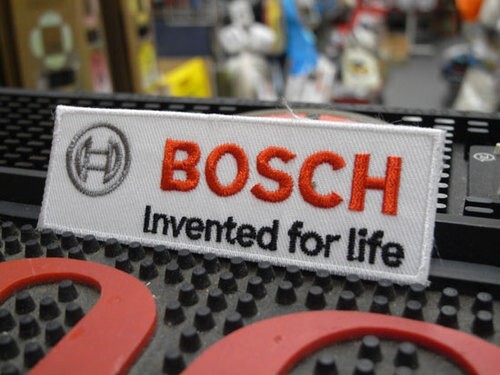 BOSCH
Invented for life